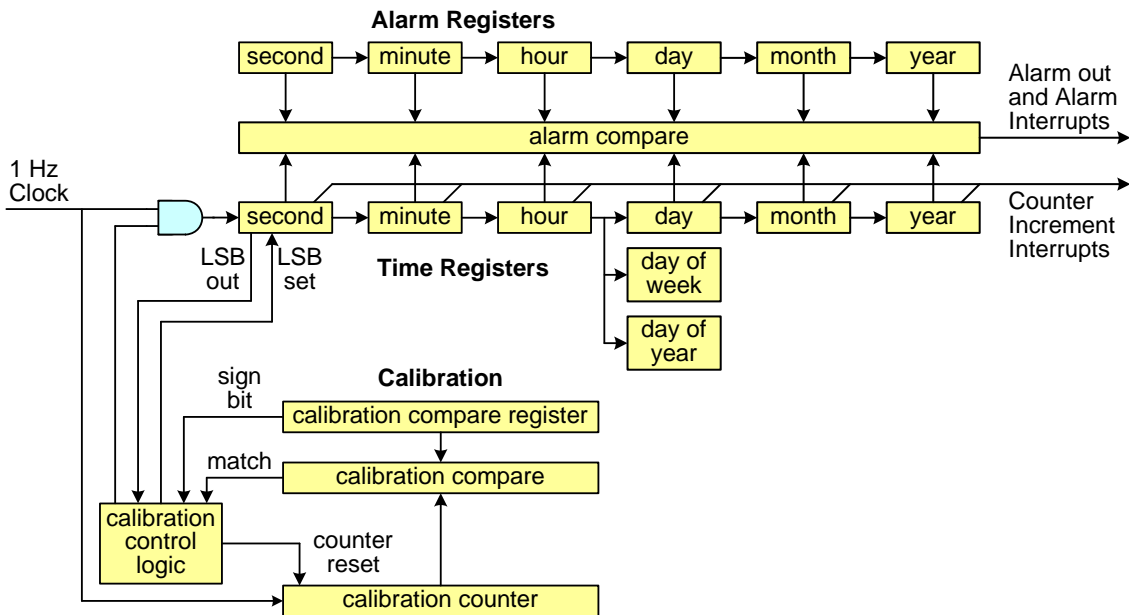 Alarm Registers
second minute hour day month year
Alarm out
and Alarm
Interrupts
alarm compare
1 Hz
Clock
second minute hour day month year
Counter
Increment
Interrupts
LSB
out
LSB
set
Time Registers
day of
week
day of
year
Calibration
sign
bit
calibration compare register
match
calibration compare
calibration
control
logic
counter
reset
calibration counter